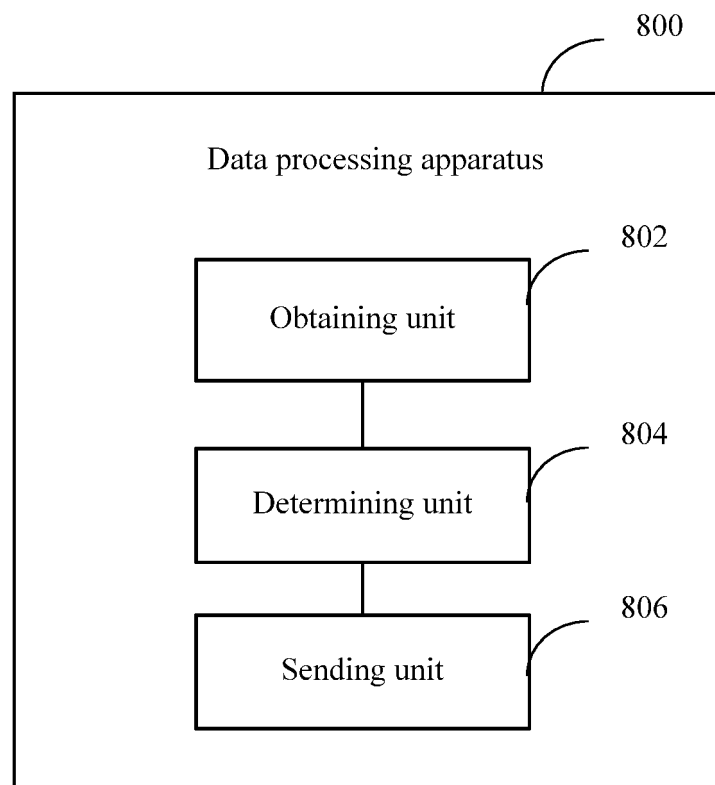 800
Data processing apparatus
802
Obtaining unit
804
Determining unit
806
Sending unit